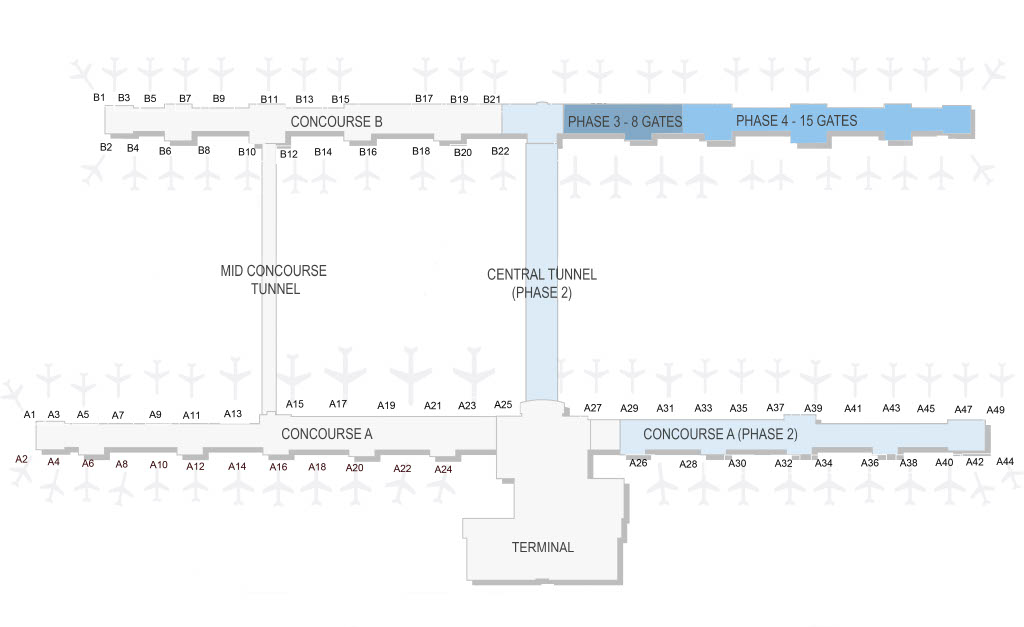 B1 B3 B5 B7 B9 B11 B13 B15 B17 B19 B21
CONCOURSE B
PHASE 3 - 8 GATES
PHASE 4 - 15 GATES
B2 B4 B6 B8 B10 B12 B14 B16 B18 B20 B22
MID CONCOURSE
TUNNEL
CENTRAL TUNNEL
(PHASE 2)
A1 A3 A5 A7 A9 A11 A13 A15 A17 A19 A21 A23 A25 A27 A29 A31 A33 A35 A37 A39 A41 A43 A45 A47 A49
CONCOURSE A
CONCOURSE A (PHASE 2)
A2 A4 A6 A8 A10 A12 A14 A16 A18 A20 A22 A24 A26 A28 A30 A32 A34 A36 A38 A40 A42 A44
TERMINAL